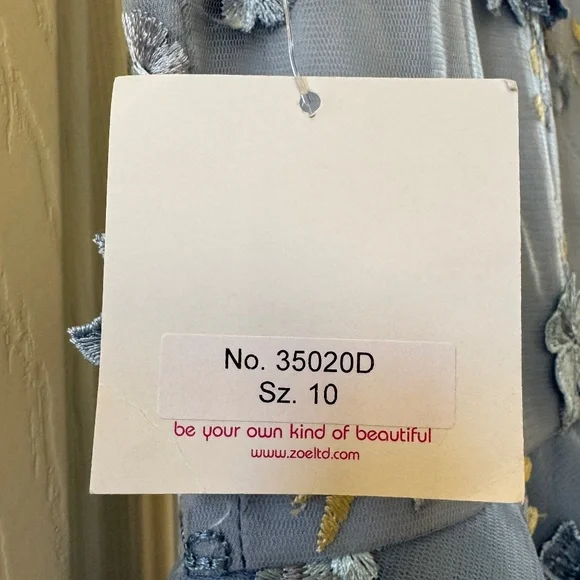 No. 35020D
Sz. 10
be your own kind of beautiful
www.zoeltd.com